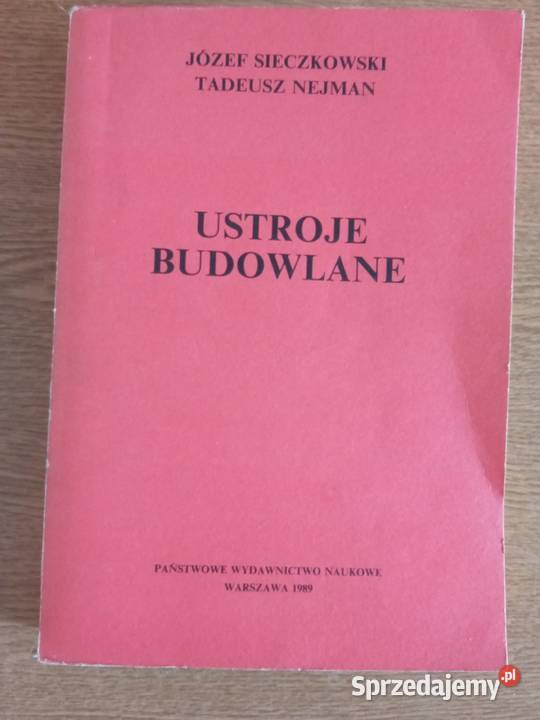 JÓZEF SIECZKOWSKI
TADEUSZ NEJMAN
USTROJE
BUDOWLANE
PAŃSTWOWE WYDAWNICTWO NAUKOWE
WARSZAWA 1989
Sprzedajemy.pl